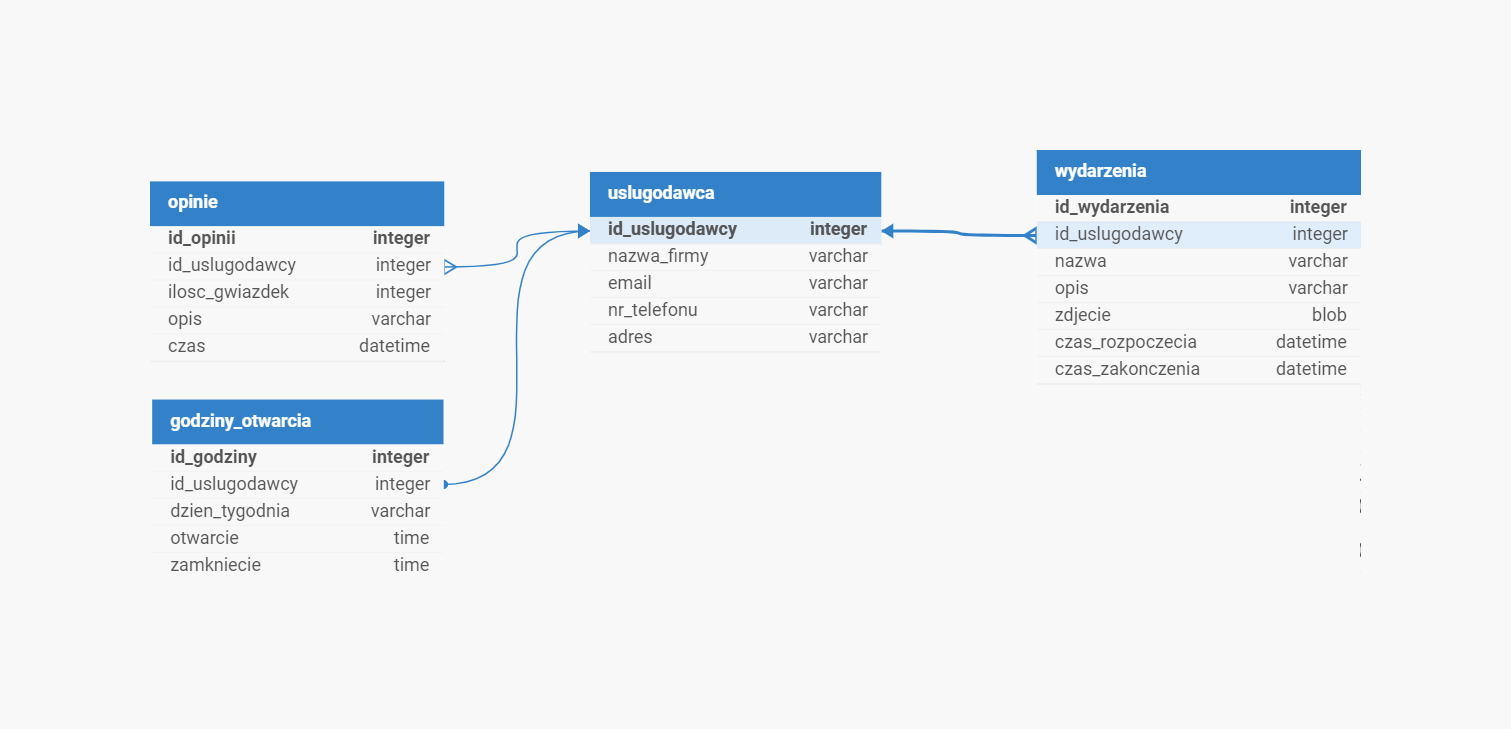 opinie
id_opinii integer
id_uslugodawcy integer
ilosc_gwiazdek integer
opis varchar
czas datetime
godziny_otwarcia
id_godziny integer
id_uslugodawcy integer
dzien_tygodnia varchar
otwarcie time
zamkniecie time
uslugodawca
id_uslugodawcy integer
nazwa_firmy varchar
email varchar
nr_telefonu varchar
adres varchar
wydarzenia
id_wydarzenia integer
id_uslugodawcy integer
nazwa varchar
opis varchar
zdjecie blob
czas_rozpoczecia datetime
czas_zakonczenia datetime